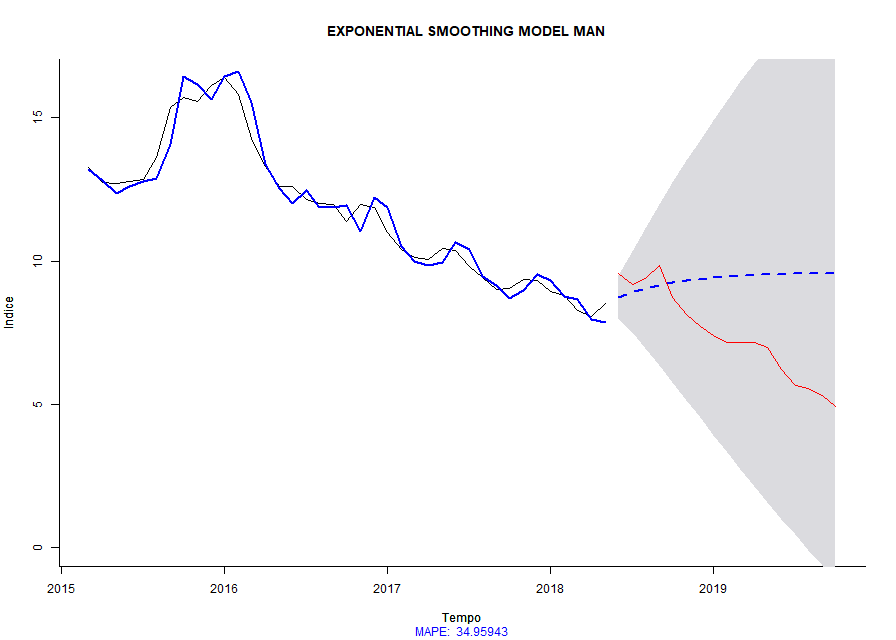 EXPONENTIAL SMOOTHING MODEL MAN
Indice
15
10
5
0
2015 2016 2017 2018 2019
Tempo
MAPE: 34.95943